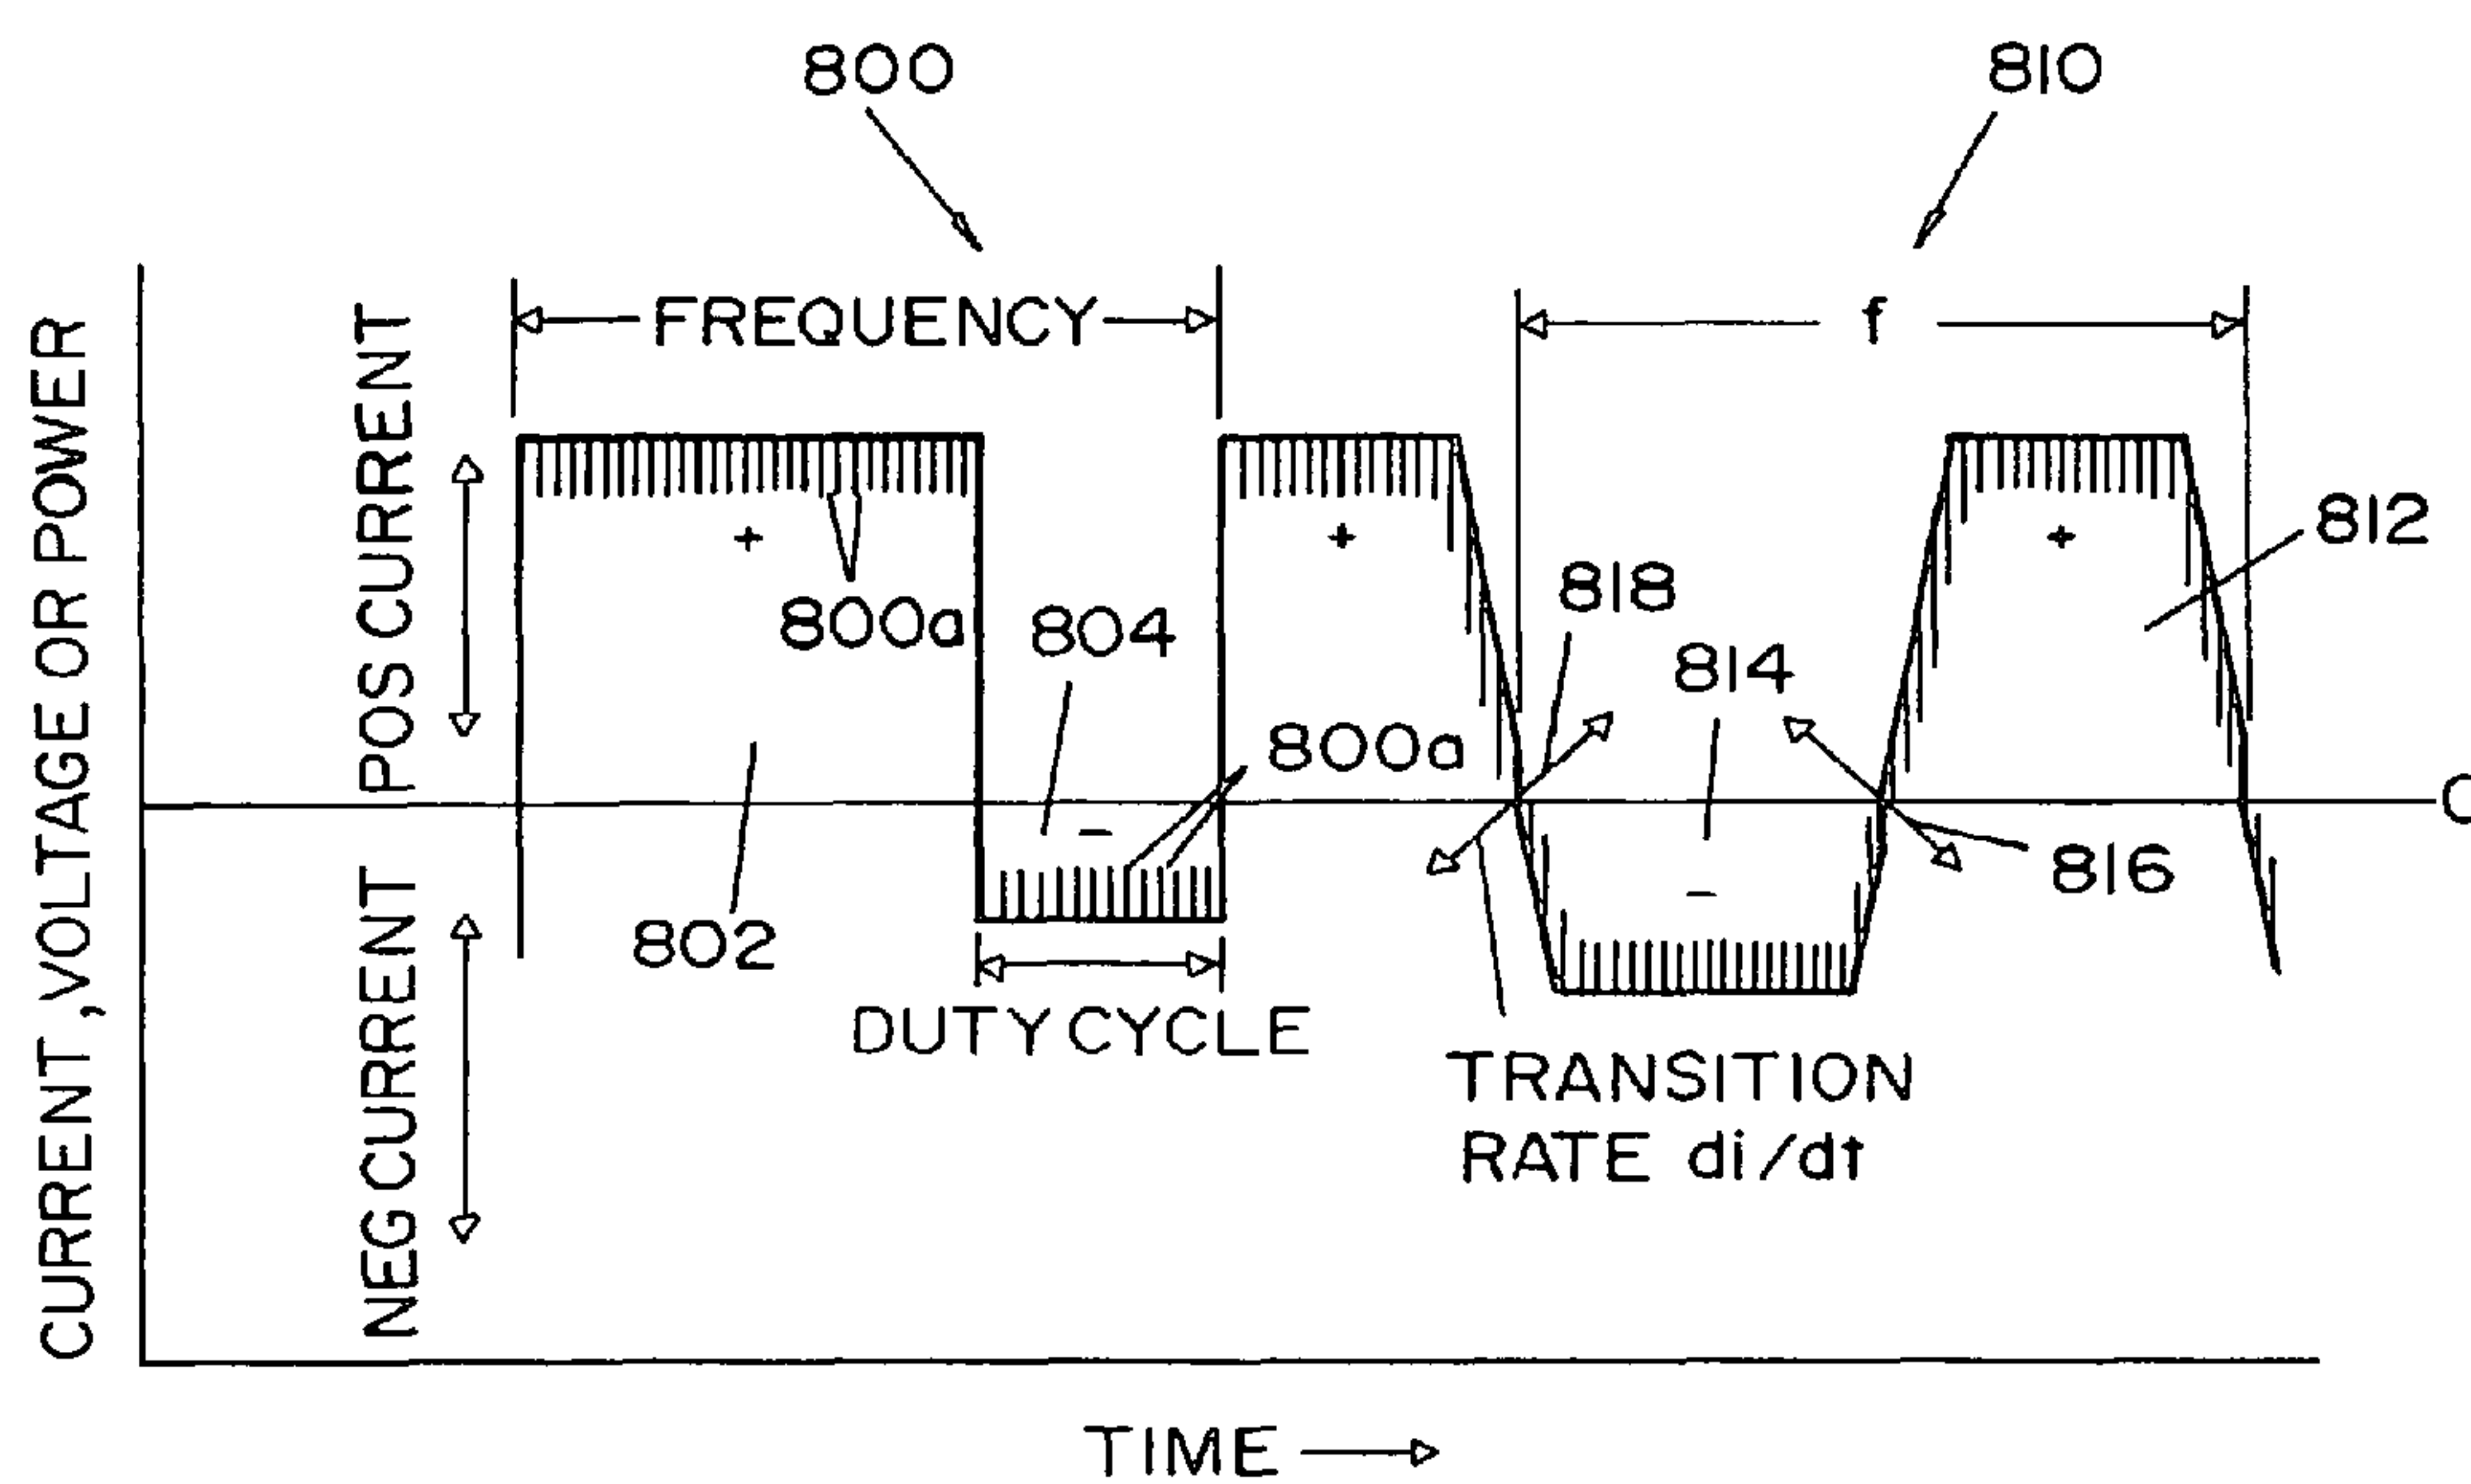 800
810
FREQUENCY
f
CURRENT, VOLTAGE OR POWER
POS CURRENT
NEG CURRENT
+
+
+
812
818
800a
804
814
800a
0
−
−
816
802
DUTY CYCLE
TRANSITION
RATE di/dt
TIME